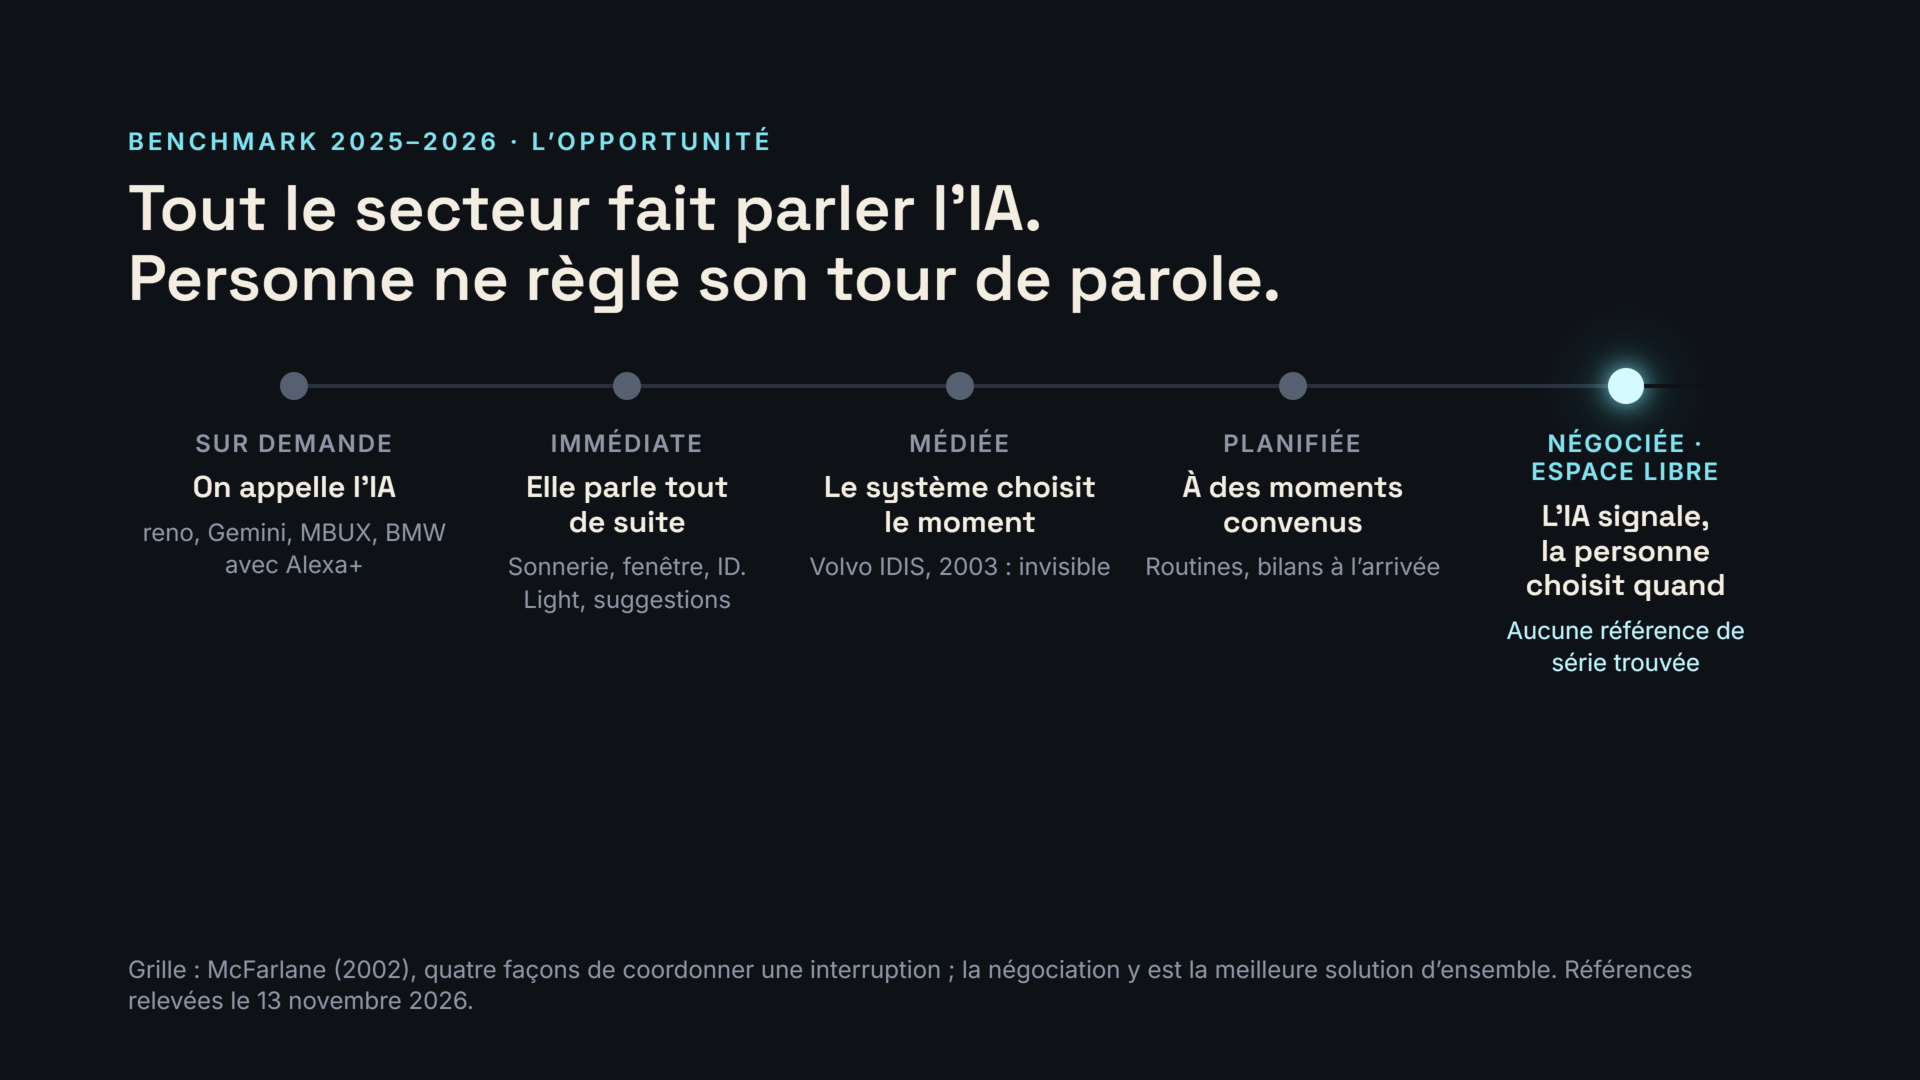 BENCHMARK 2025–2026 · L’OPPORTUNITÉ
Tout le secteur fait parler l’IA.
Personne ne règle son tour de parole.
SUR DEMANDE
On appelle l’IA
reno, Gemini, MBUX, BMW
avec Alexa+
IMMÉDIATE
Elle parle tout
de suite
Sonnerie, fenêtre, ID.
Light, suggestions
MÉDIÉE
Le système choisit
le moment
Volvo IDIS, 2003 : invisible
PLANIFIÉE
À des moments
convenus
Routines, bilans à l’arrivée
NÉGOCIÉE ·
ESPACE LIBRE
L’IA signale,
la personne
choisit quand
Aucune référence de
série trouvée
Grille : McFarlane (2002), quatre façons de coordonner une interruption ; la négociation y est la meilleure solution d’ensemble. Références
relevées le 13 novembre 2026.